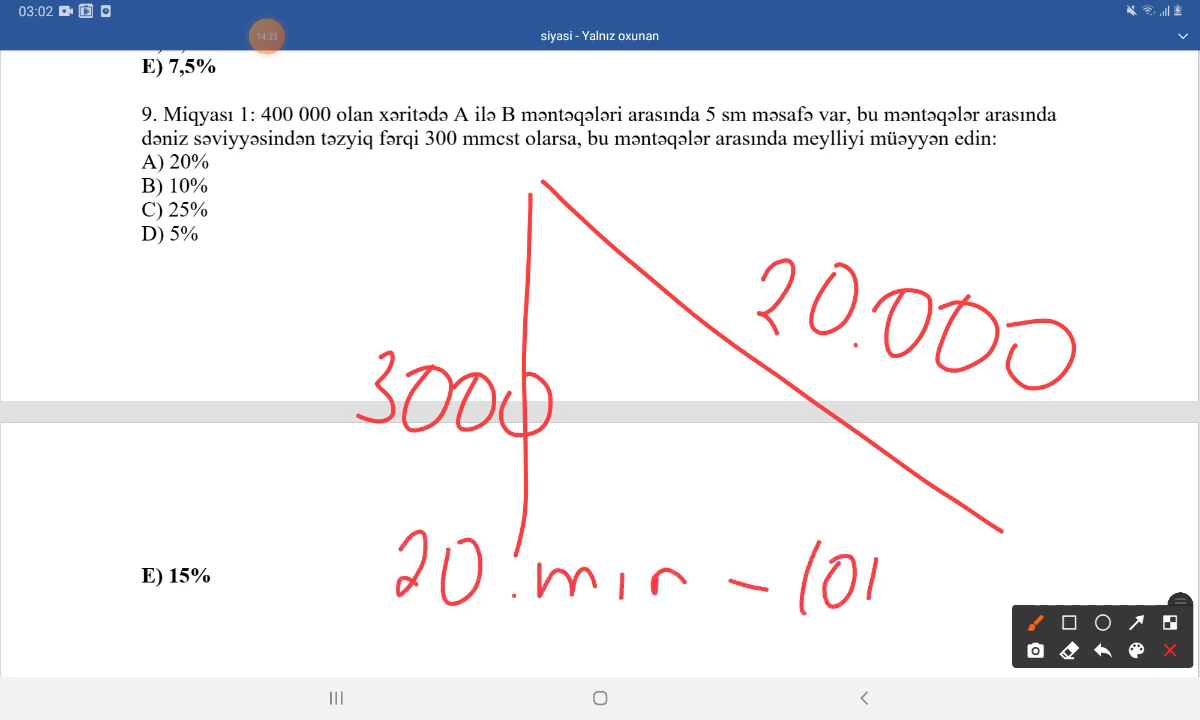 03:02
14:23
siyasi - Yalnız oxunan
E) 7,5%
9. Miqyası 1: 400 000 olan xəritədə A ilə B məntəqələri arasında 5 sm məsafə var, bu məntəqələr arasında
dəniz səviyyəsindən təzyiq fərqi 300 mmcst olarsa, bu məntəqələr arasında meylliyi müəyyən edin:
A) 20%
B) 10%
C) 25%
D) 5%
20.000
3000
20.min - 101
E) 15%